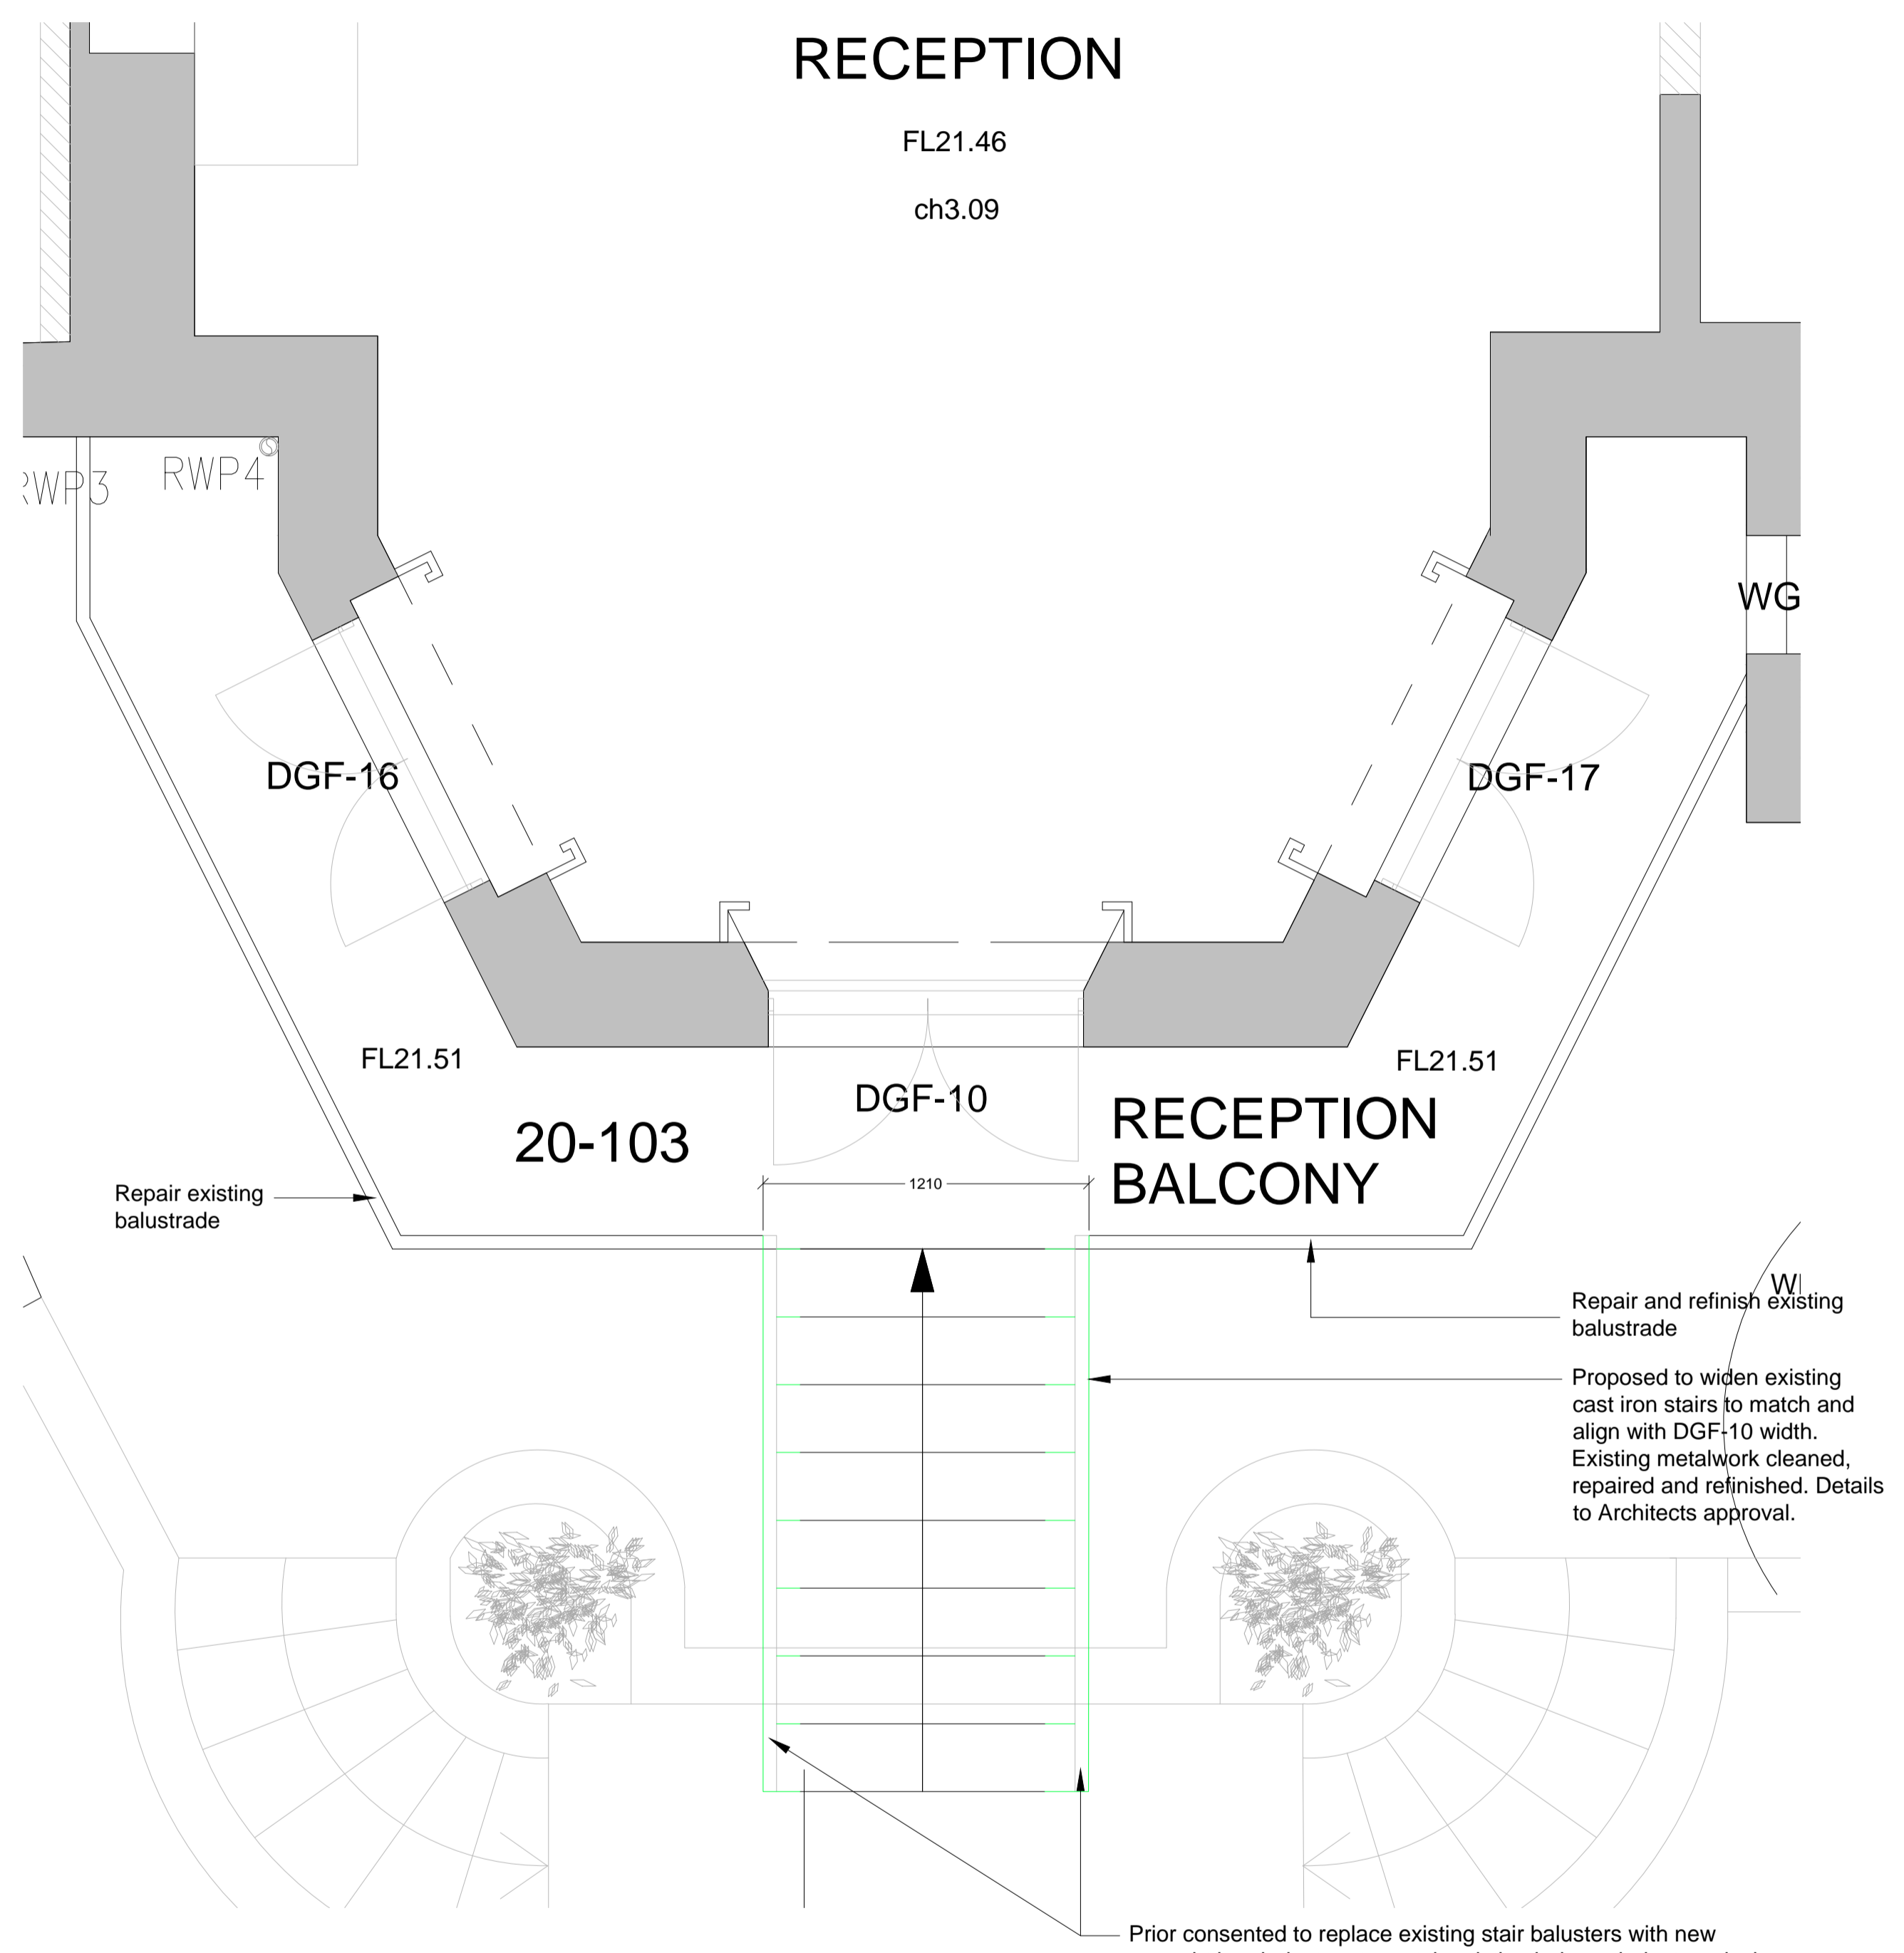 RECEPTION
FL21.46
ch3.09
RWP4
WG
DGF-16
DGF-17
FL21.51
FL21.51
DGF-10
20-103
RECEPTION
BALCONY
1210
Repair existing
balustrade
Repair and refinish existing
balustrade
Proposed to widen existing
cast iron stairs to match and
align with DGF-10 width.
Existing metalwork cleaned,
repaired and refinished. Details
to Architects approval.
Prior consented to replace existing stair balusters with new